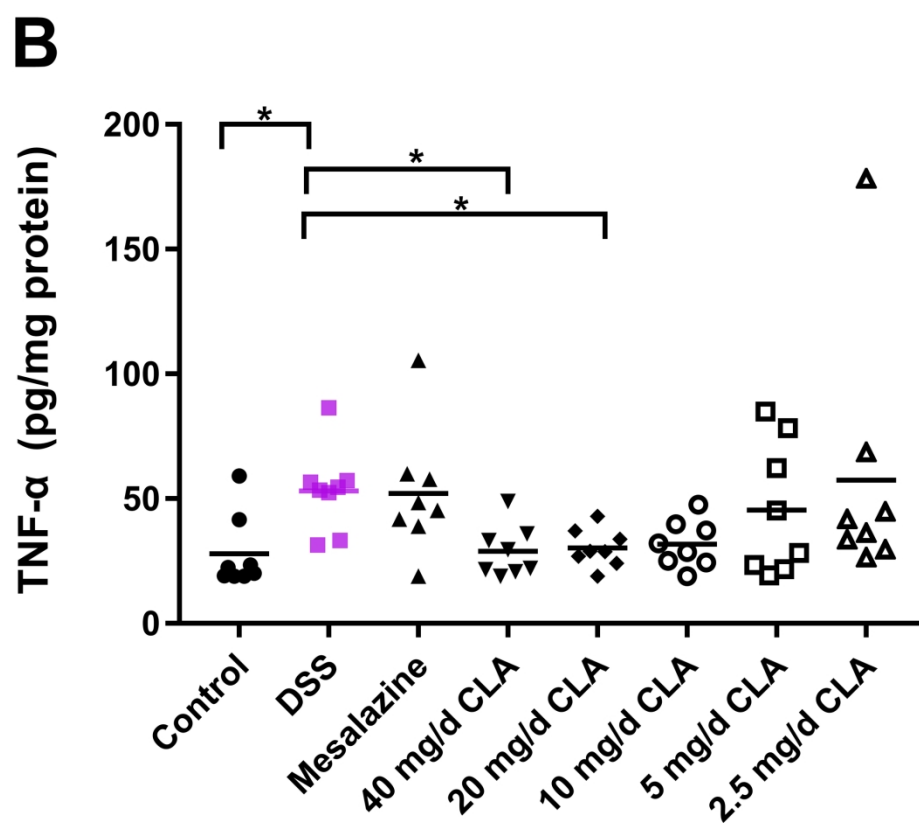 B
TNF-α (pg/mg protein)
200
150
100
50
0
*
*
*
Control
DSS
Mesalazine
40 mg/d CLA
20 mg/d CLA
10 mg/d CLA
5 mg/d CLA
2.5 mg/d CLA